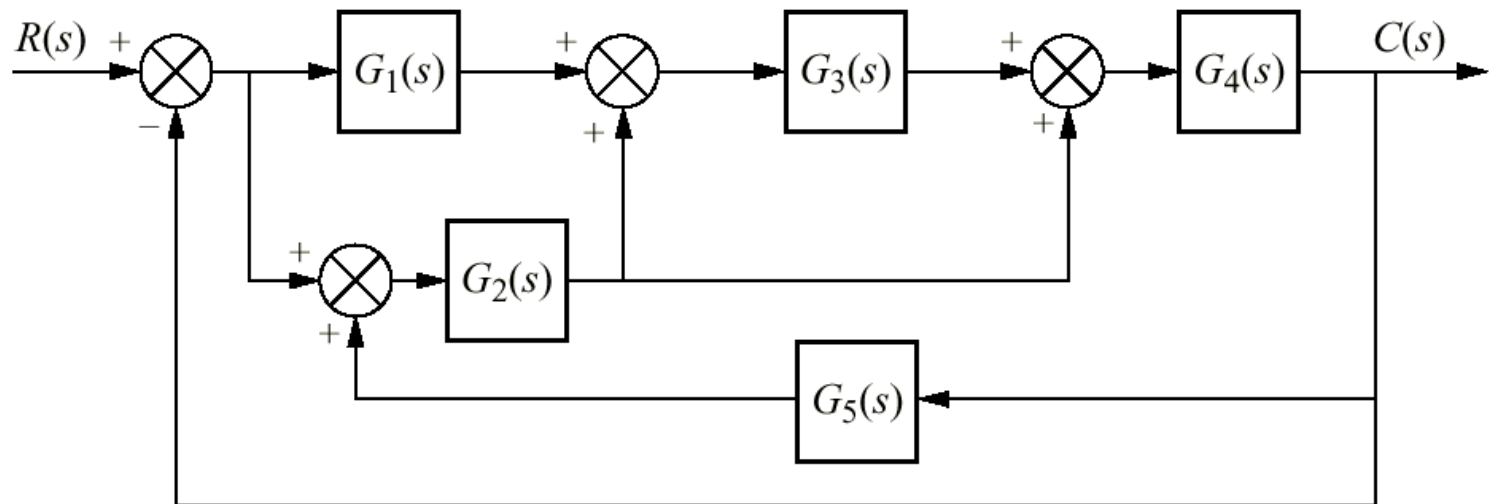 R(s) + G₁(s) + G₃(s) + G₄(s) C(s)
− + +
+ G₂(s)
+
G₅(s)